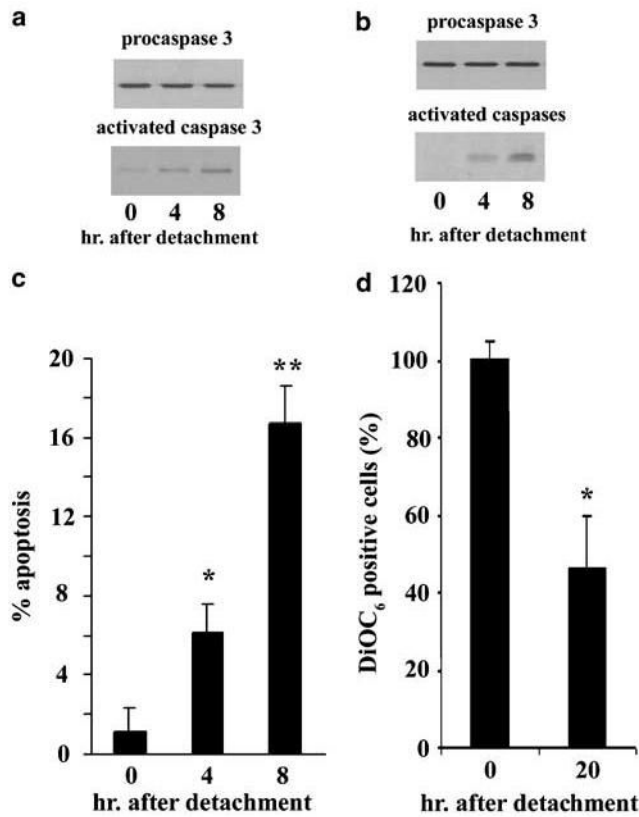 a
procaspase 3
activated caspase 3
0 4 8
hr. after detachment
b
procaspase 3
activated caspases
0 4 8
hr. after detachment
c
20
16
12
8
4
0
% apoptosis
*
**
0 4 8
hr. after detachment
d
120
100
80
60
40
20
0
DiOC6 positive cells (%)
*
0 20
hr. after detachment